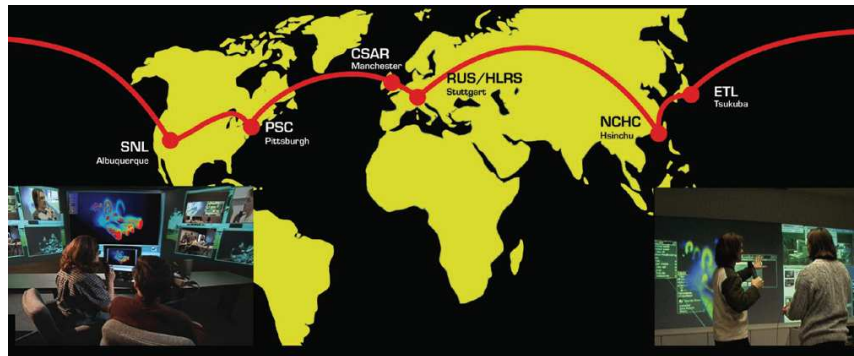 CSAR
Manchester
RUS/HLRS
Stuttgart
ETL
Tsukuba
PSC
Pittsburgh
NCHC
Hsinchu
SNL
Albuquerque